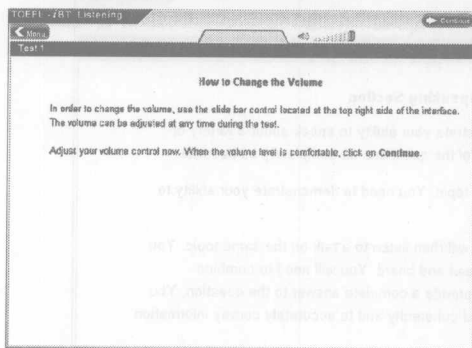 TOEFL -iBT Listening
Continue
Menu
Test 1
How to Change the Volume
In order to change the volume, use the slide bar control located at the top right side of the interface.
The volume can be adjusted at any time during the test.
Adjust your volume control now. When the volume level is comfortable, click on Continue.